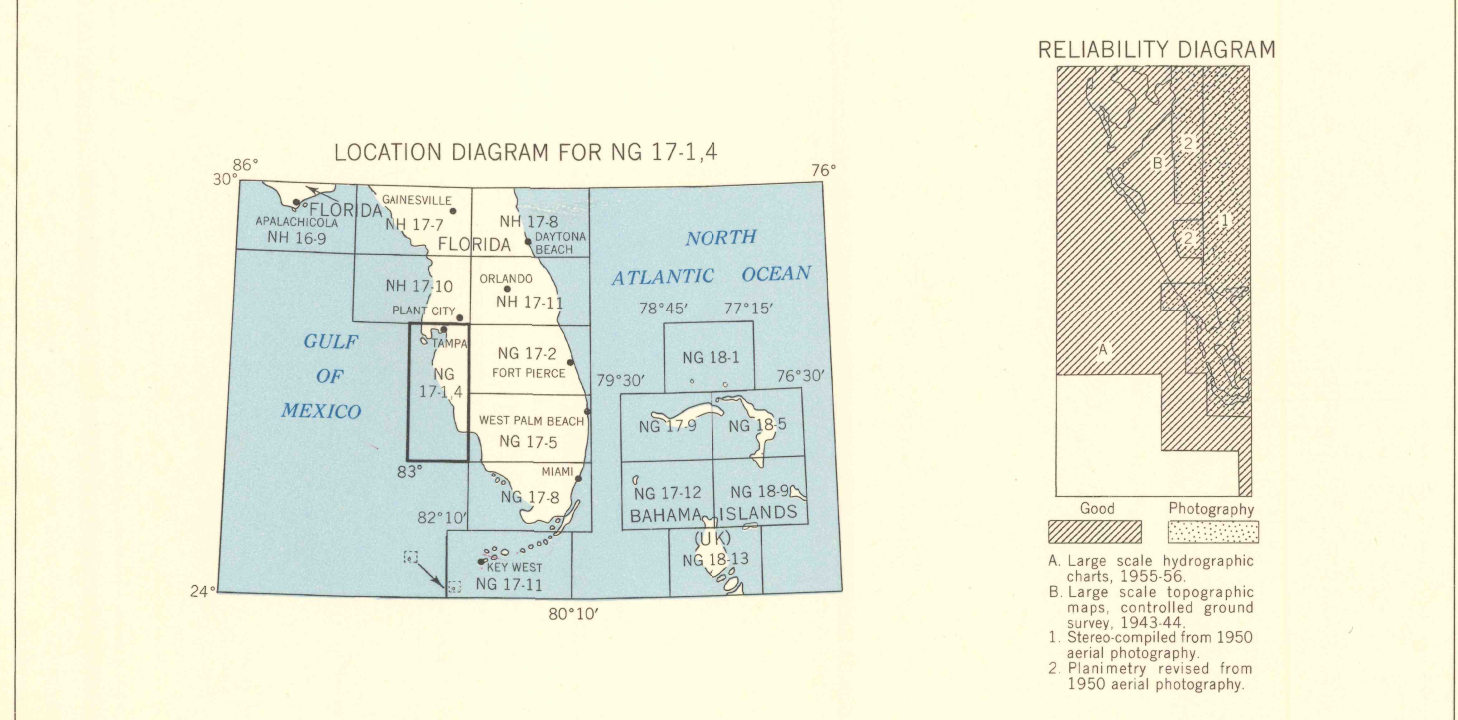 LOCATION DIAGRAM FOR NG 17-1,4
86°
76°
30°
GAINESVILLE
FLORIDA
APALACHICOLA
NH 16-9
NH 17-7
NH 17-8
FLORIDA
DAYTONA
BEACH
NORTH
ATLANTIC OCEAN
NH 17-10
ORLANDO
NH 17-11
PLANT CITY
78°45'
77°15'
GULF
OF
MEXICO
TAMPA
NG
17-1,4
NG 17-2
FORT PIERCE
NG 18-1
79°30'
76°30'
WEST PALM BEACH
NG 17-5
NG 17-9
NG 18-5
83°
MIAMI
NG 17-8
NG 17-12
NG 18-9
BAHAMA ISLANDS
(UK)
NG 18-13
82°10'
KEY WEST
NG 17-11
24°
80°10'
RELIABILITY DIAGRAM
2
B
1
2
A
Good
Photography
A. Large scale hydrographic
charts, 1955-56.
B. Large scale topographic
maps, controlled ground
survey, 1943-44.
1. Stereo-compiled from 1950
aerial photography.
2. Planimetry revised from
1950 aerial photography.